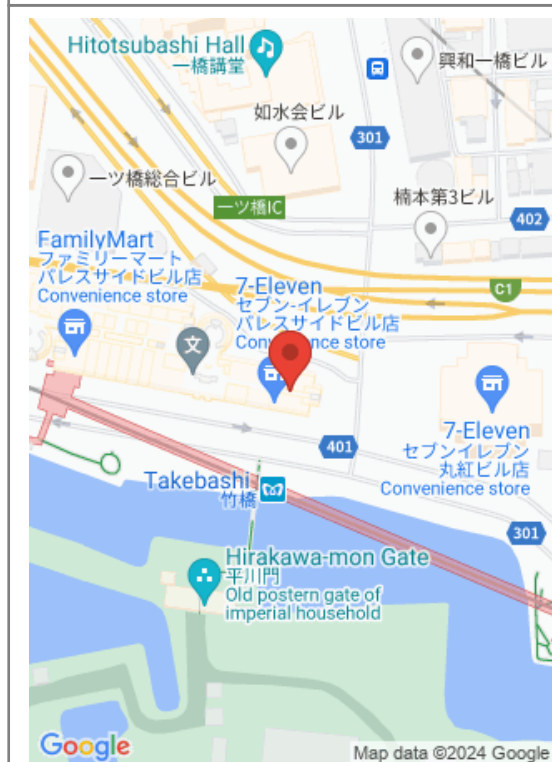 Hitotsubashi Hall
一橋講堂
興和一橋ビル
如水会ビル
301
一ツ橋総合ビル
一ツ橋IC
楠本第3ビル
402
FamilyMart
ファミリーマート
パレスサイドビル店
Convenience store
7-Eleven
セブン-イレブン
パレスサイドビル店
C1
文
401
7-Eleven
セブンイレブン
丸紅ビル店
Convenience store
Takebashi
竹橋
301
Hirakawa-mon Gate
平川門
Old postern gate of
imperial household
Google
Map data ©2024 Google